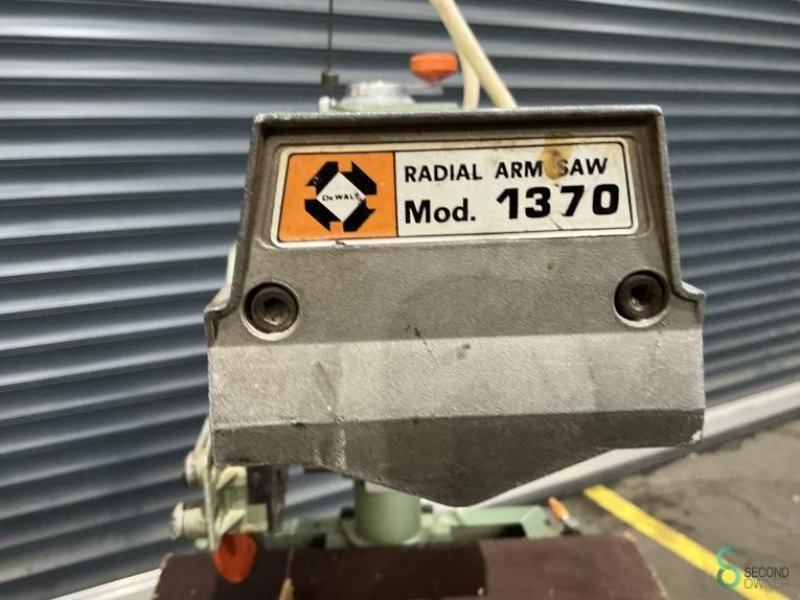 DeWALT
RADIAL ARM SAW
Mod. 1370
SECOND
OWNER